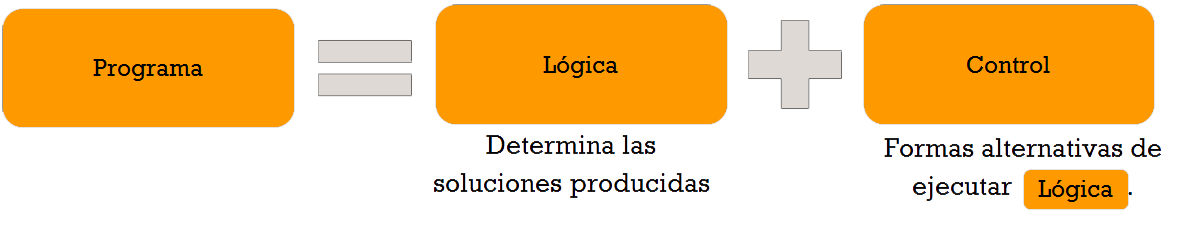 Programa
Lógica
Control
Determina las
soluciones producidas
Formas alternativas de
ejecutar Lógica.